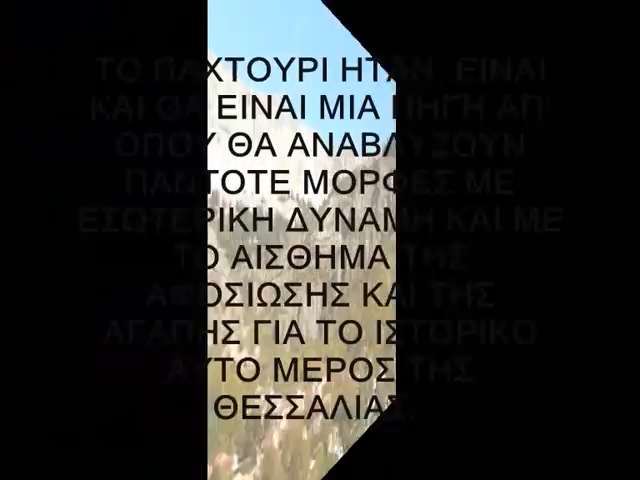 ΤΟ ΠΑΧΤΟΥΡΙ ΗΤΑΝ, ΕΙΝΑΙ
ΚΑΙ ΘΑ ΕΙΝΑΙ ΜΙΑ ΠΗΓΗ ΑΠ'
ΟΠΟΥ ΘΑ ΑΝΑΒΛΥΖΟΥΝ
ΠΑΝΤΟΤΕ ΜΟΡΦΕΣ ΜΕ
ΕΣΩΤΕΡΙΚΗ ΔΥΝΑΜΗ ΚΑΙ ΜΕ
ΤΟ ΑΙΣΘΗΜΑ ΤΗΣ
ΑΦΟΣΙΩΣΗΣ ΚΑΙ ΤΗΣ
ΑΓΑΠΗΣ ΓΙΑ ΤΟ ΙΣΤΟΡΙΚΟ
ΑΥΤΟ ΜΕΡΟΣ ΤΗΣ
ΘΕΣΣΑΛΙΑΣ.